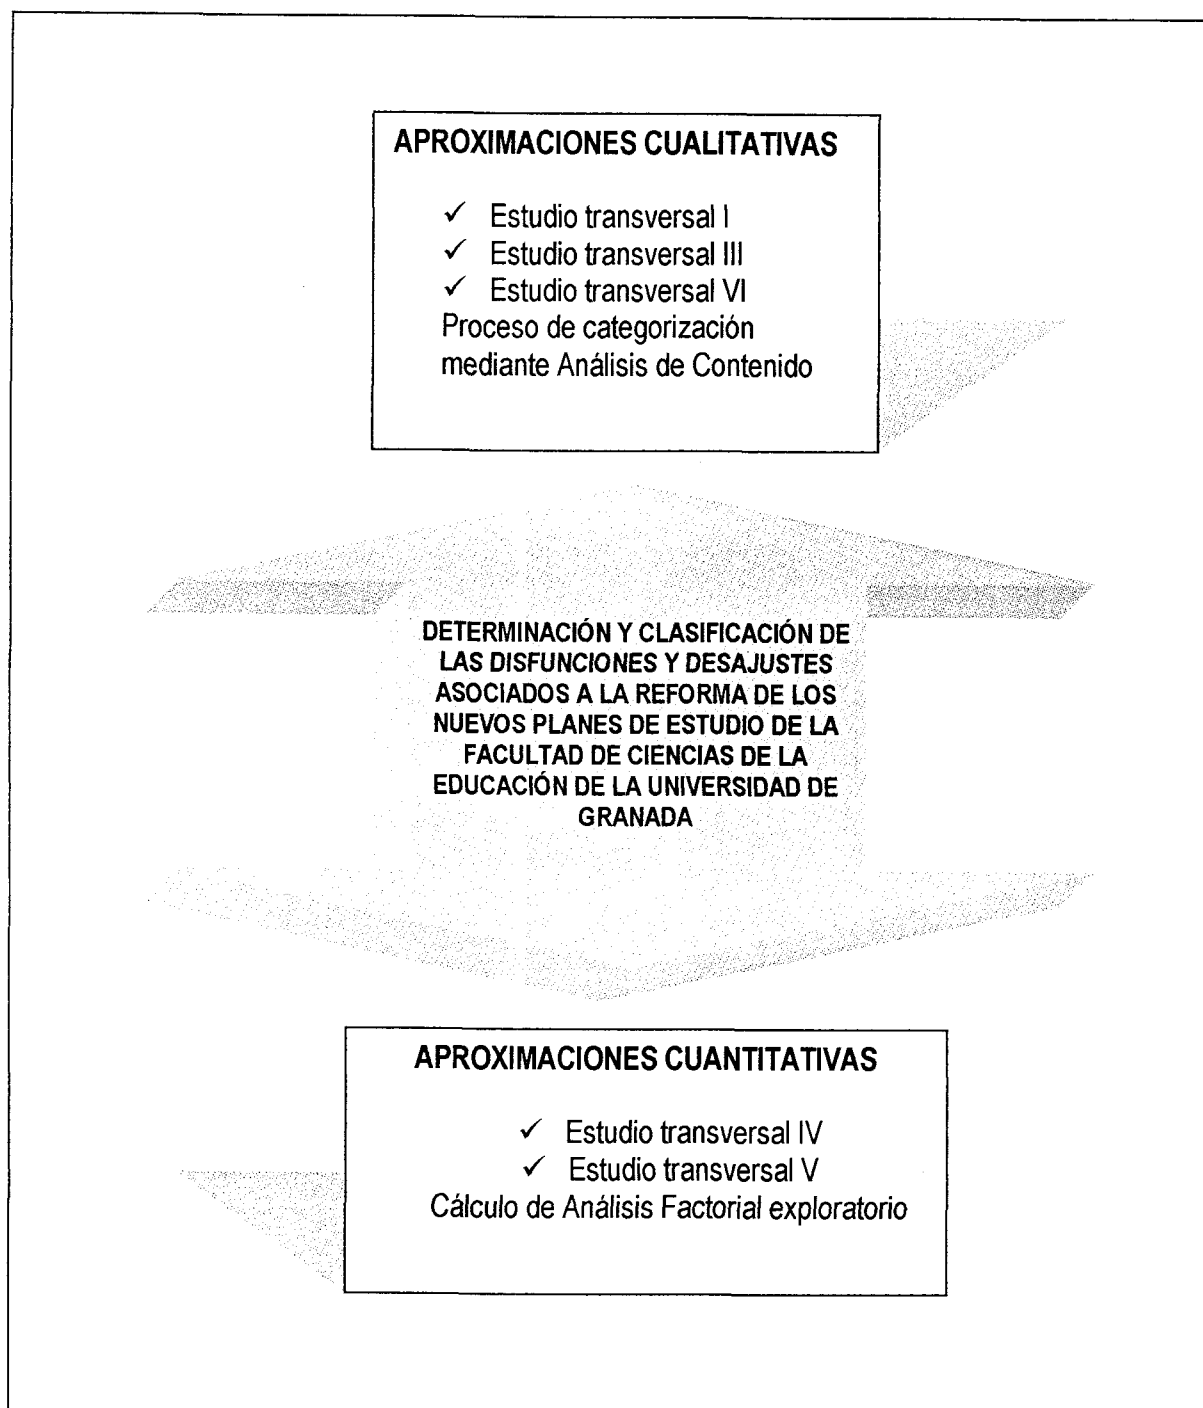 APROXIMACIONES CUALITATIVAS
✓ Estudio transversal I
✓ Estudio transversal III
✓ Estudio transversal VI
Proceso de categorización
mediante Análisis de Contenido
DETERMINACIÓN Y CLASIFICACIÓN DE
LAS DISFUNCIONES Y DESAJUSTES
ASOCIADOS A LA REFORMA DE LOS
NUEVOS PLANES DE ESTUDIO DE LA
FACULTAD DE CIENCIAS DE LA
EDUCACIÓN DE LA UNIVERSIDAD DE
GRANADA
APROXIMACIONES CUANTITATIVAS
✓ Estudio transversal IV
✓ Estudio transversal V
Cálculo de Análisis Factorial exploratorio